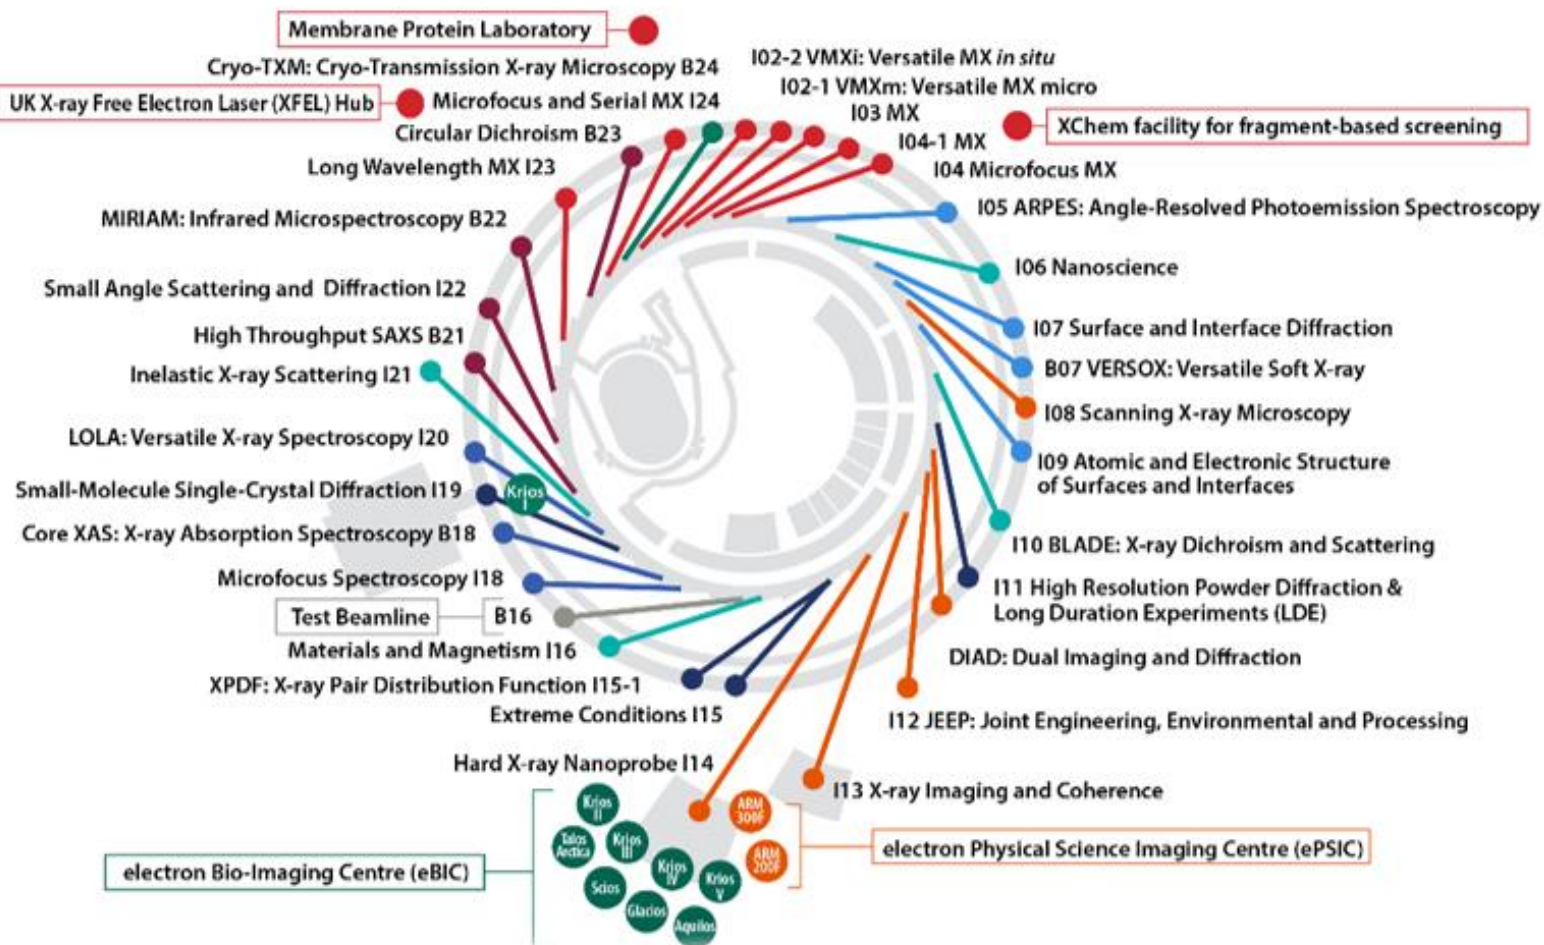 Membrane Protein Laboratory
Cryo-TXM: Cryo-Transmission X-ray Microscopy B24
UK X-ray Free Electron Laser (XFEL) Hub
Microfocus and Serial MX I24
Circular Dichroism B23
Long Wavelength MX I23
MIRIAM: Infrared Microspectroscopy B22
Small Angle Scattering and Diffraction I22
High Throughput SAXS B21
Inelastic X-ray Scattering I21
LOLA: Versatile X-ray Spectroscopy I20
Small-Molecule Single-Crystal Diffraction I19
Krios
I
Core XAS: X-ray Absorption Spectroscopy B18
Microfocus Spectroscopy I18
Test Beamline
B16
Materials and Magnetism I16
XPDF: X-ray Pair Distribution Function I15-1
Extreme Conditions I15
Hard X-ray Nanoprobe I14
I02-2 VMXi: Versatile MX in situ
I02-1 VMXm: Versatile MX micro
I03 MX
XChem facility for fragment-based screening
I04-1 MX
I04 Microfocus MX
I05 ARPES: Angle-Resolved Photoemission Spectroscopy
I06 Nanoscience
I07 Surface and Interface Diffraction
B07 VERSOX: Versatile Soft X-ray
I08 Scanning X-ray Microscopy
I09 Atomic and Electronic Structure
of Surfaces and Interfaces
I10 BLADE: X-ray Dichroism and Scattering
I11 High Resolution Powder Diffraction &
Long Duration Experiments (LDE)
DIAD: Dual Imaging and Diffraction
I12 JEEP: Joint Engineering, Environmental and Processing
I13 X-ray Imaging and Coherence
electron Bio-Imaging Centre (eBIC)
Krios
II
Talos
Arctica
Krios
III
Krios
IV
Krios
V
Scios
Glacios
Aquilos
ARM
300F
ARM
200F
electron Physical Science Imaging Centre (ePSIC)